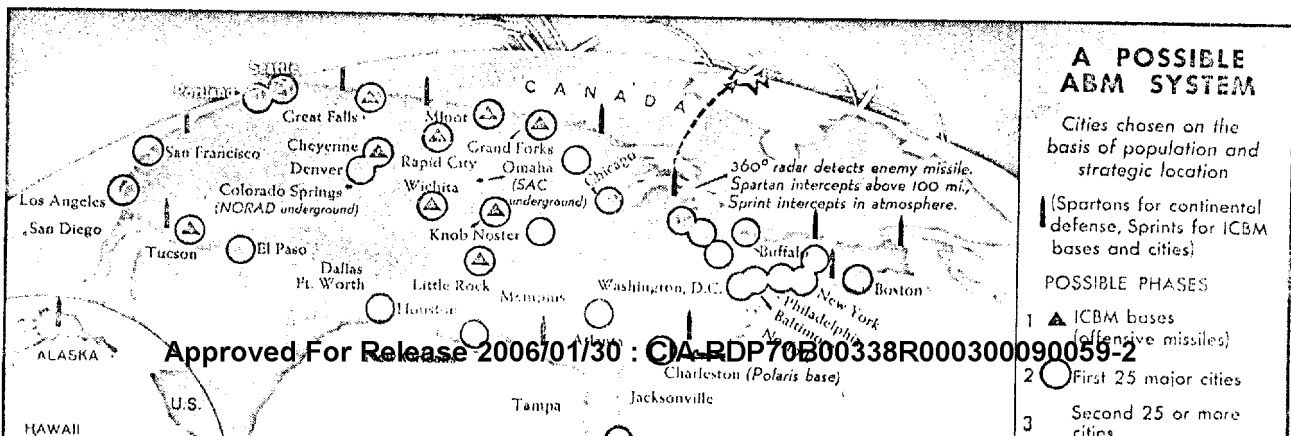 CANADA
Great Falls
Minot
San Francisco
Cheyenne
Denver
Rapid City
Grand Forks
Omaha
(SAC
underground)
Chicago
Colorado Springs
(NORAD underground)
Wichita
Los Angeles
San Diego
Tucson
El Paso
Knob Noster
Dallas
Ft. Worth
Houston
Little Rock
Memphis
360° radar detects enemy missile.
Spartan intercepts above 100 mi.,
Sprint intercepts in atmosphere.
Buffalo
Washington, D.C.
New York
Philadelphia
Baltimore
Boston
Atlanta
Charleston (Polaris base)
Jacksonville
Tampa
ALASKA
U.S.
HAWAII
Approved For Release 2006/01/30 : CIA-RDP70B00338R000300090059-2
A POSSIBLE
ABM SYSTEM
Cities chosen on the
basis of population and
strategic location
(Spartans for continental
defense, Sprints for ICBM
bases and cities)
POSSIBLE PHASES
1 ICBM bases
(offensive missiles)
2 First 25 major cities
3 Second 25 or more
cities